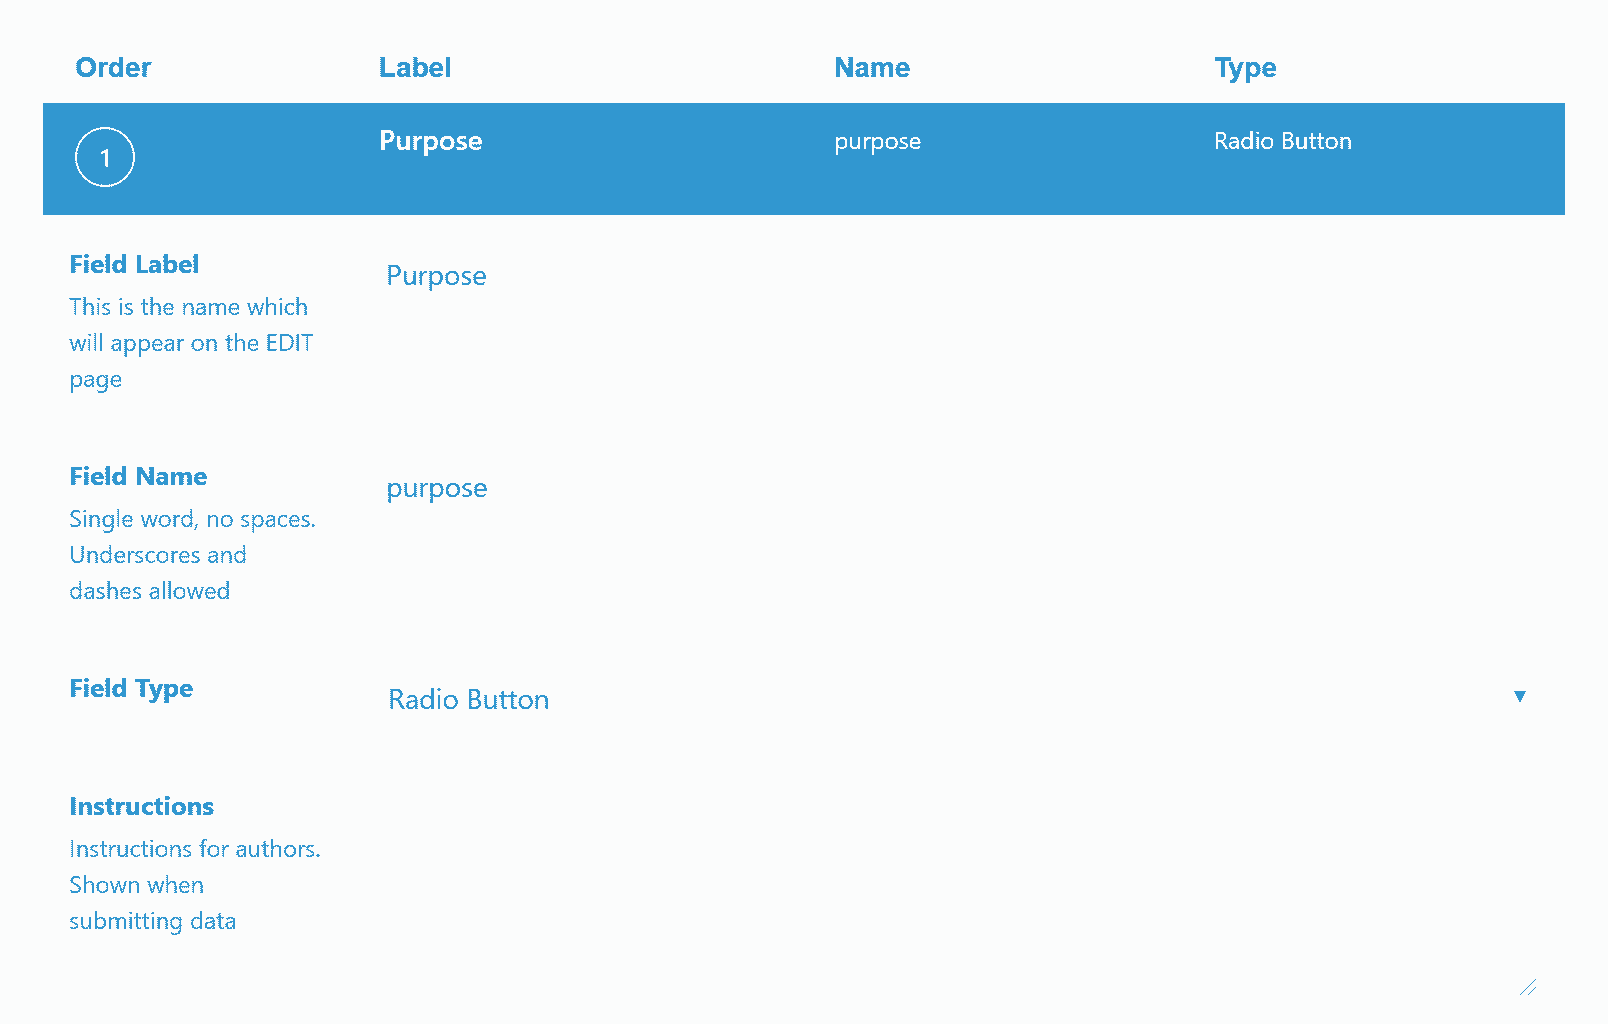 Order Label Name Type
1 Purpose purpose Radio Button
Field Label
Purpose
This is the name which
will appear on the EDIT
page
Field Name
purpose
Single word, no spaces.
Underscores and
dashes allowed
Field Type
Radio Button
Instructions
Instructions for authors.
Shown when
submitting data